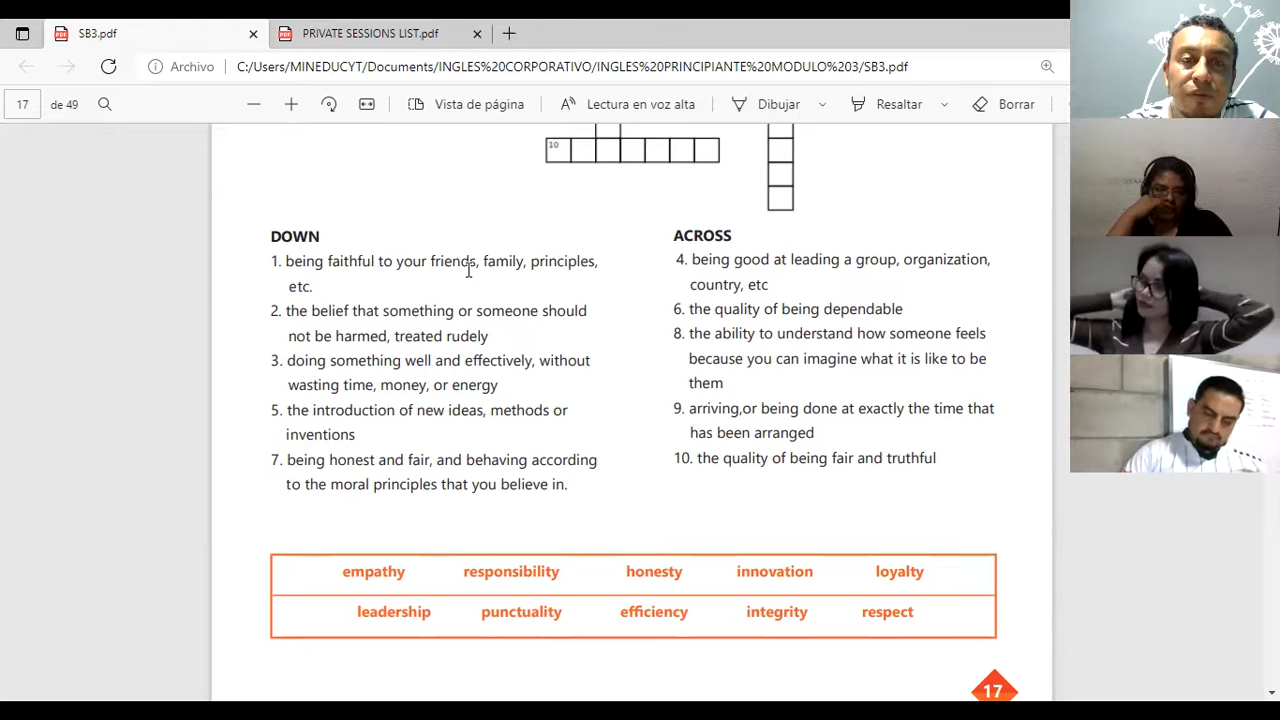 SB3.pdf
PRIVATE SESSIONS LIST.pdf
Archivo
C:/Users/MINEDUCYT/Documents/INGLES%20CORPORATIVO/INGLES%20PRINCIPIANTE%20MODULO%203/SB3.pdf
17 de 49
Vista de página
Lectura en voz alta
Dibujar
Resaltar
Borrar
10
DOWN
1. being faithful to your friends, family, principles,
etc.
2. the belief that something or someone should
not be harmed, treated rudely
3. doing something well and effectively, without
wasting time, money, or energy
5. the introduction of new ideas, methods or
inventions
7. being honest and fair, and behaving according
to the moral principles that you believe in.
ACROSS
4. being good at leading a group, organization,
country, etc
6. the quality of being dependable
8. the ability to understand how someone feels
because you can imagine what it is like to be
them
9. arriving,or being done at exactly the time that
has been arranged
10. the quality of being fair and truthful
empathy responsibility honesty innovation loyalty
leadership punctuality efficiency integrity respect
17